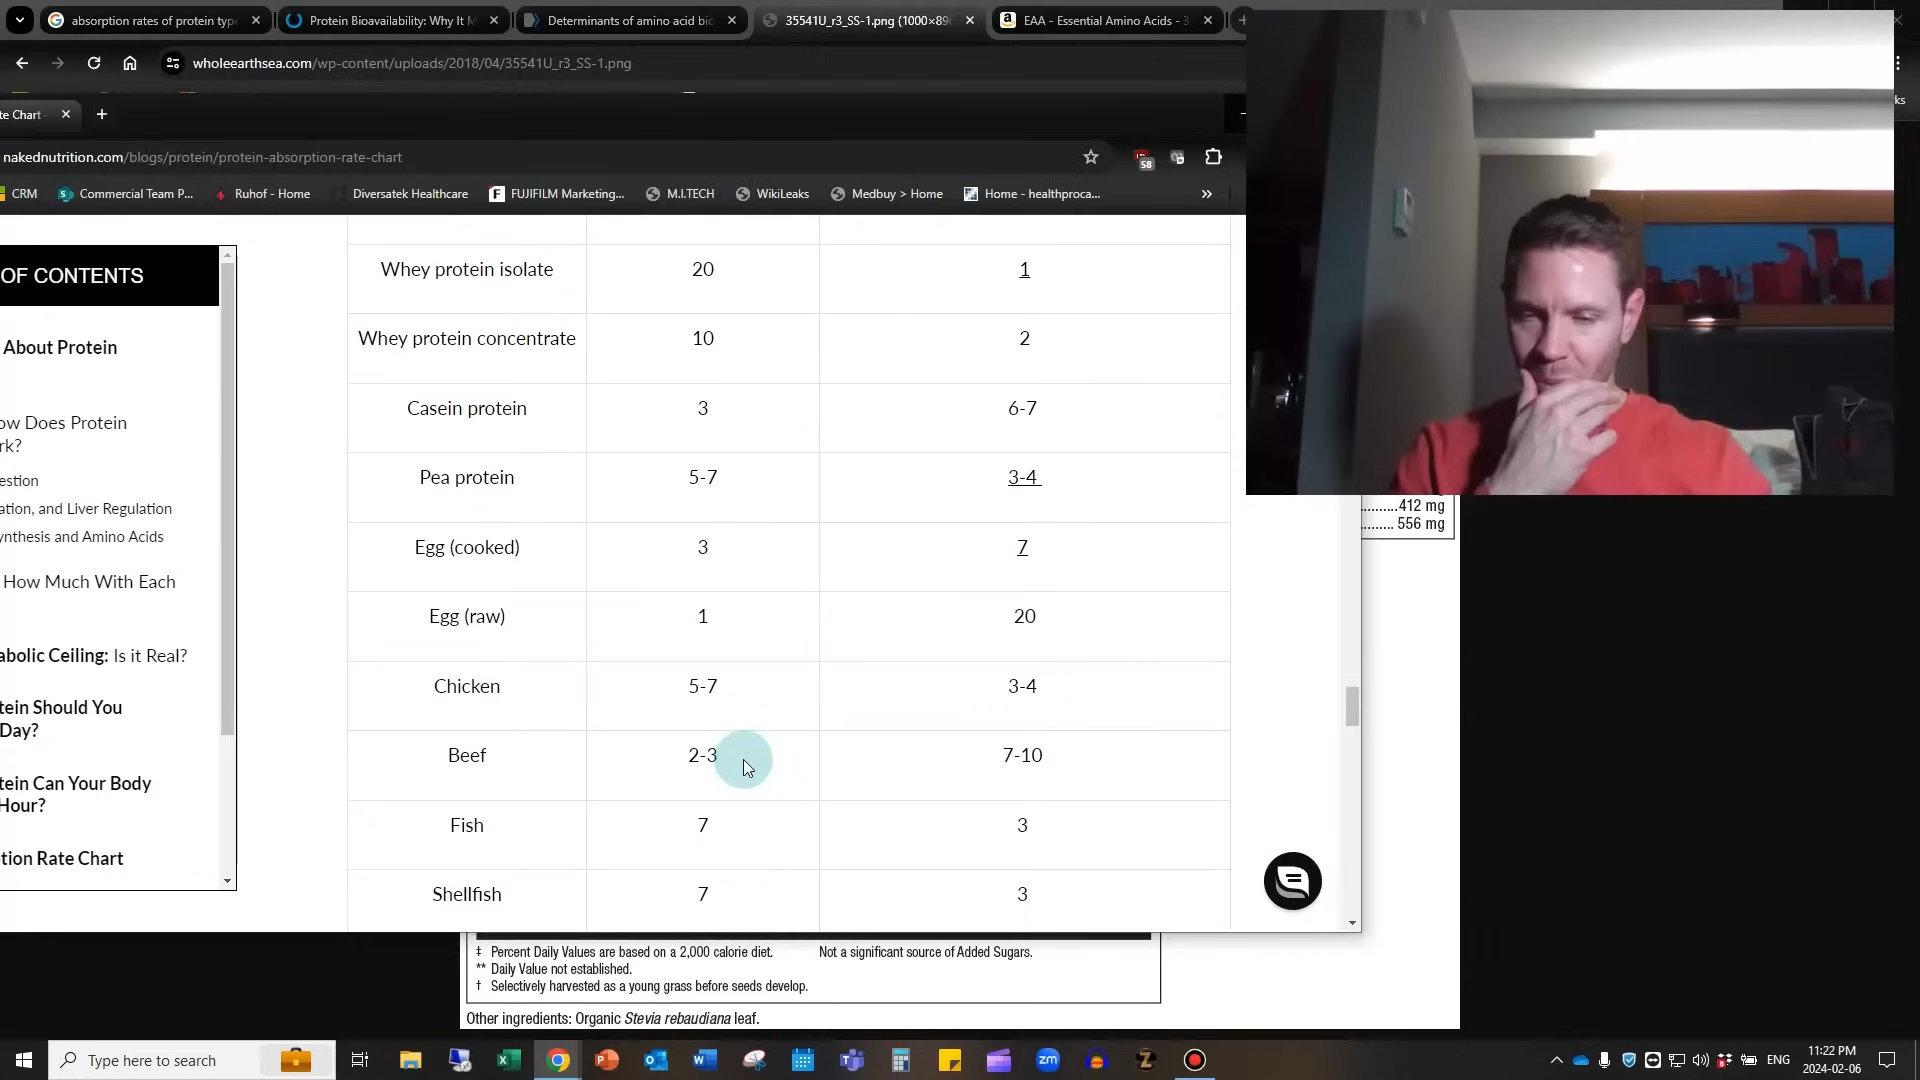 absorption rates of protein type
Protein Bioavailability: Why It M
Determinants of amino acid bio
35541U_r3_SS-1.png (1000×896
EAA - Essential Amino Acids - 3
wholeearthsea.com/wp-content/uploads/2018/04/35541U_r3_SS-1.png
te Chart
nakednutrition.com/blogs/protein/protein-absorption-rate-chart
58
ks
CRM
Commercial Team P...
Ruhof - Home
Diversatek Healthcare
FUJIFILM Marketing...
M.I.TECH
WikiLeaks
Medbuy > Home
Home - healthproca...
»
OF CONTENTS
About Protein
ow Does Protein
rk?
estion
ation, and Liver Regulation
ynthesis and Amino Acids
How Much With Each
abolic Ceiling: Is it Real?
tein Should You
Day?
tein Can Your Body
Hour?
tion Rate Chart
Whey protein isolate 20 1
Whey protein concentrate 10 2
Casein protein 3 6-7
Pea protein 5-7 3-4
Egg (cooked) 3 7
Egg (raw) 1 20
Chicken 5-7 3-4
Beef 2-3 7-10
Fish 7 3
Shellfish 7 3
..........412 mg
.......... 556 mg
‡ Percent Daily Values are based on a 2,000 calorie diet. Not a significant source of Added Sugars.
** Daily Value not established.
† Selectively harvested as a young grass before seeds develop.
Other ingredients: Organic Stevia rebaudiana leaf.
Type here to search
ENG
11:22 PM
2024-02-06